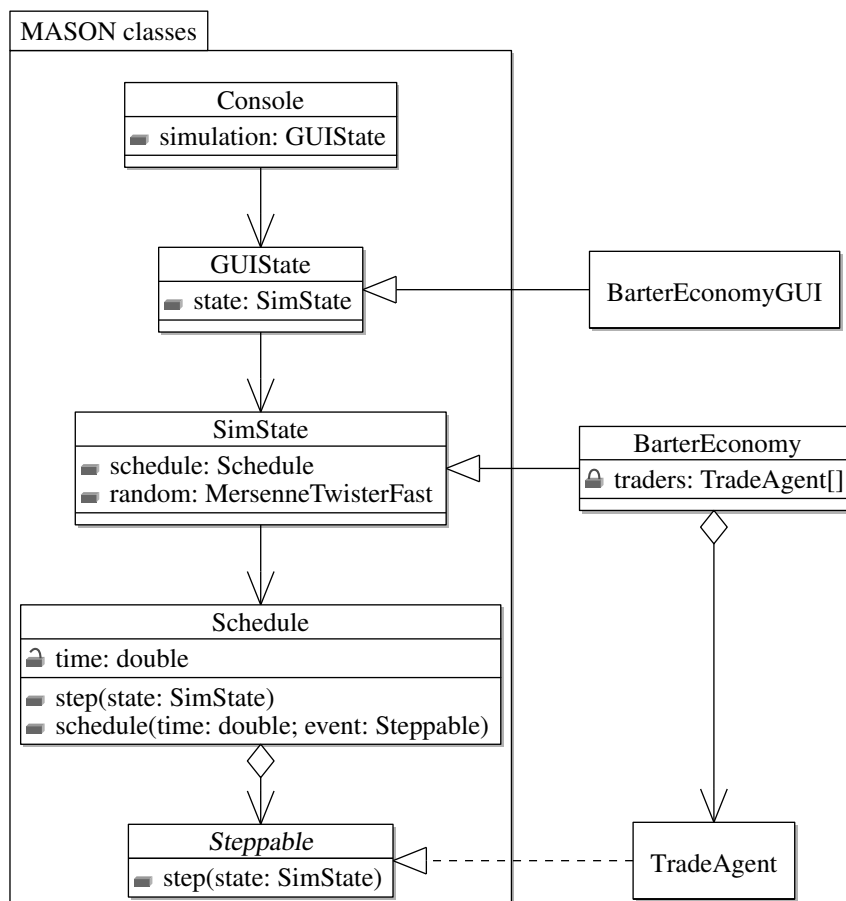 MASON classes
Console
simulation: GUIState
GUIState
state: SimState
BarterEconomyGUI
SimState
schedule: Schedule
random: MersenneTwisterFast
BarterEconomy
traders: TradeAgent[]
Schedule
time: double
step(state: SimState)
schedule(time: double; event: Steppable)
Steppable
step(state: SimState)
TradeAgent